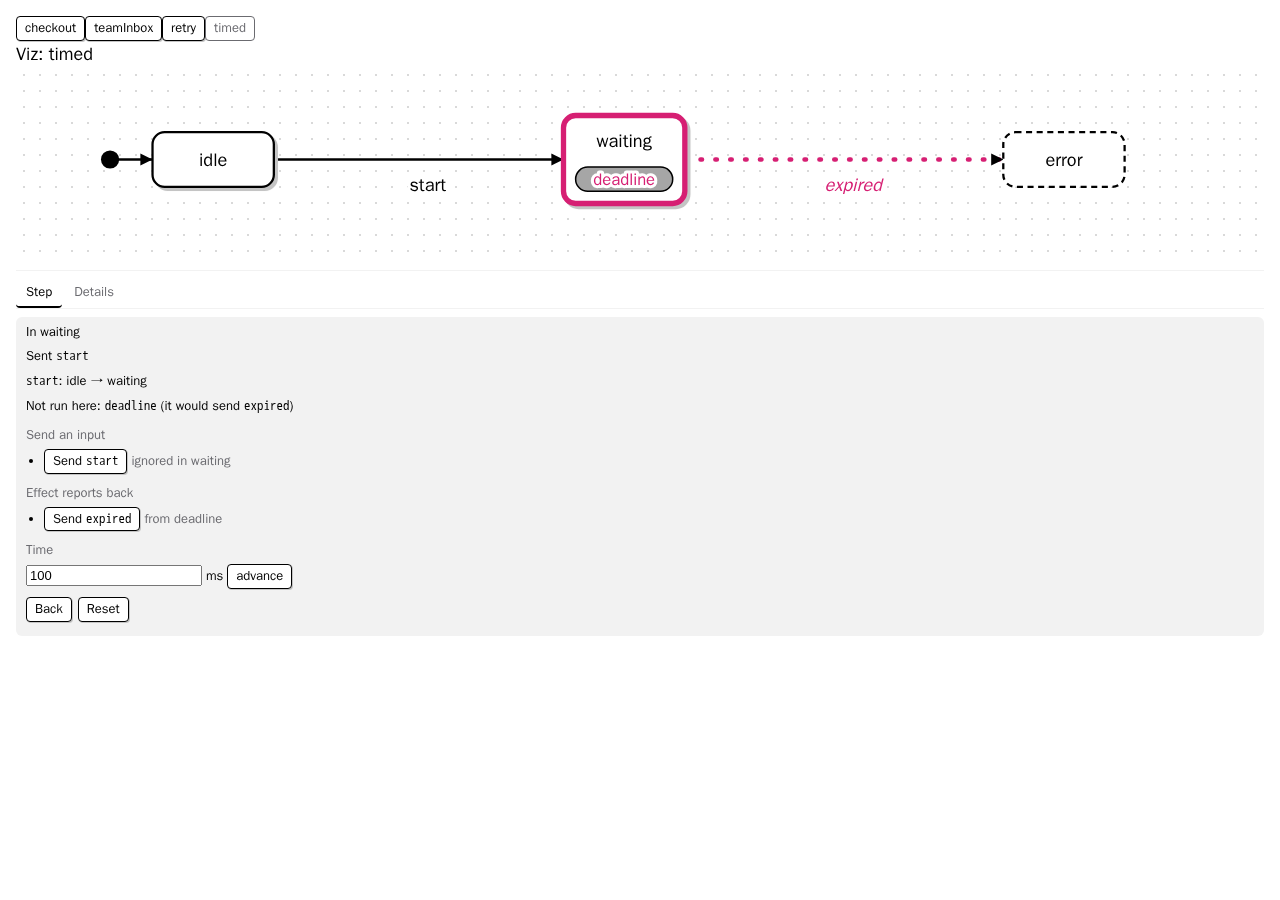 checkout teamInbox retry timed
Viz: timed
idle
start
waiting
deadline
expired
error
Step Details
In waiting
Sent start
start: idle → waiting
Not run here: deadline (it would send expired)
Send an input
• Send start ignored in waiting
Effect reports back
• Send expired from deadline
Time
100 ms advance
Back Reset